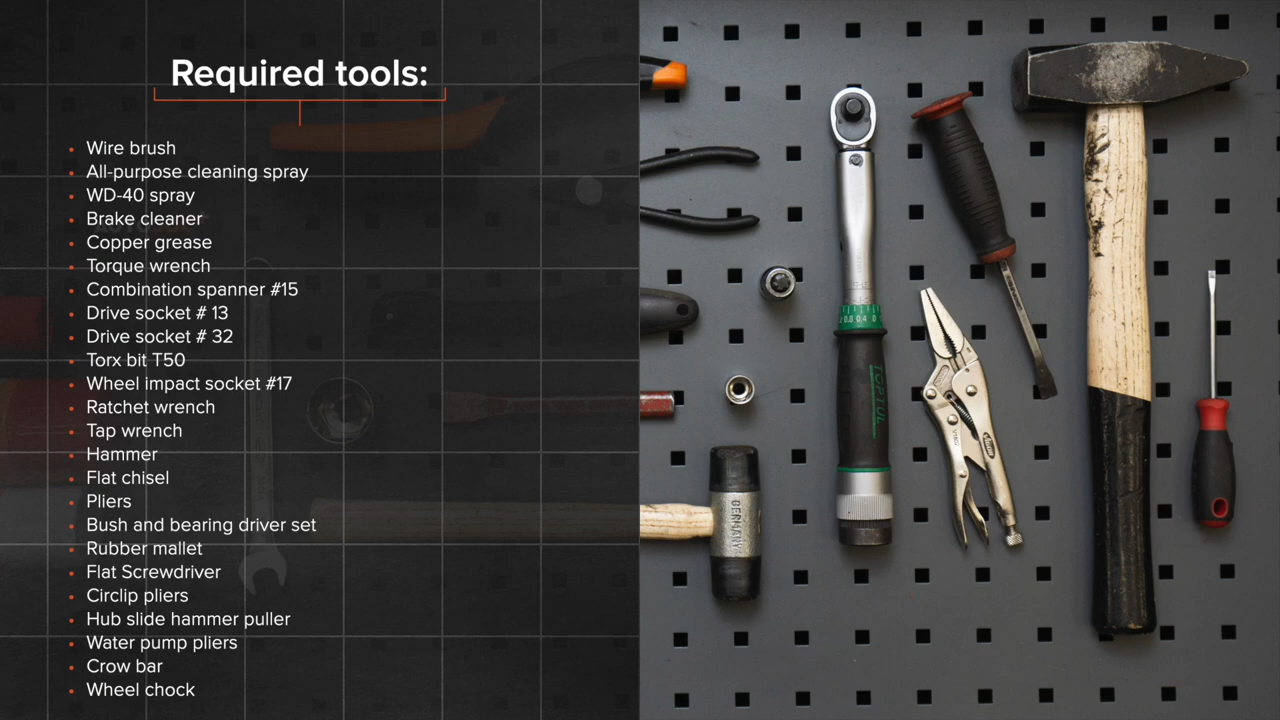 Required tools:
Wire brush
All-purpose cleaning spray
WD-40 spray
Brake cleaner
Copper grease
Torque wrench
Combination spanner #15
Drive socket # 13
Drive socket # 32
Torx bit T50
Wheel impact socket #17
Ratchet wrench
Tap wrench
Hammer
Flat chisel
Pliers
Bush and bearing driver set
Rubber mallet
Flat Screwdriver
Circlip pliers
Hub slide hammer puller
Water pump pliers
Crow bar
Wheel chock
TOPTUL
GERMANY